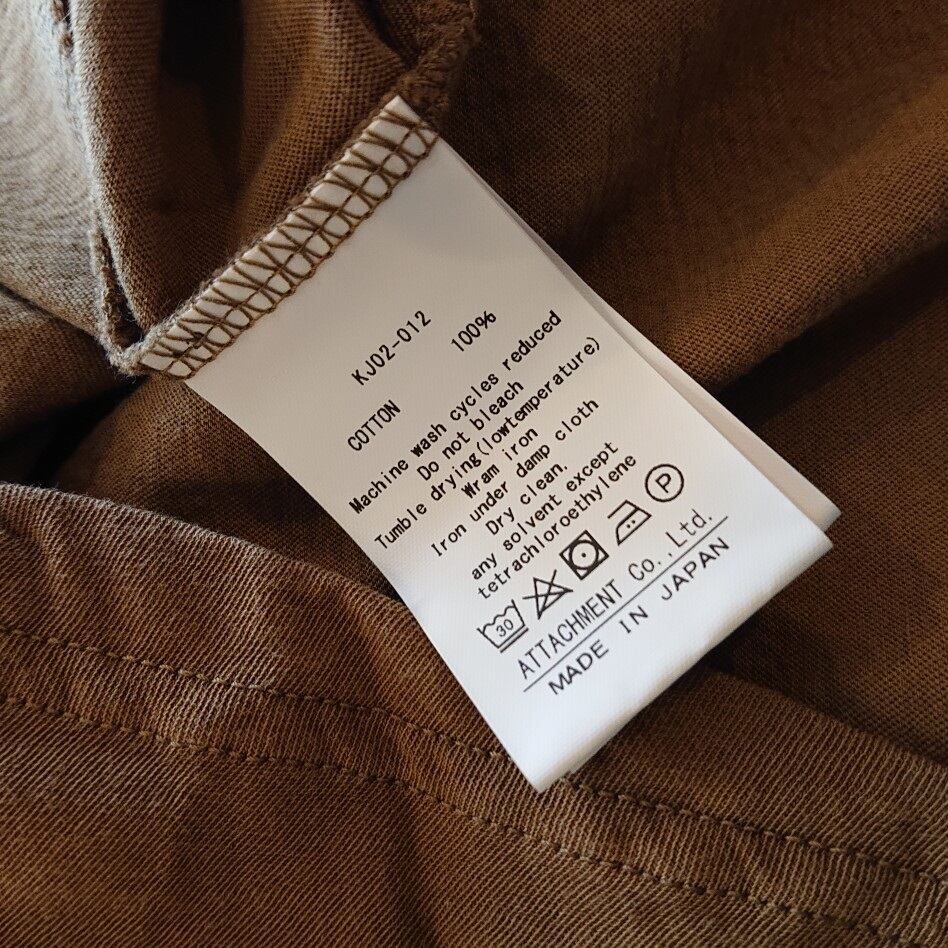 KJ02-012
COTTON 100%
Machine wash cycles reduced
Do not bleach
Tumble drying(lowtemperature)
Wram iron
Iron under damp cloth
Dry clean.
any solvent except
tetrachloroethylene
30 P
ATTACHMENT Co.,Ltd.
MADE IN JAPAN